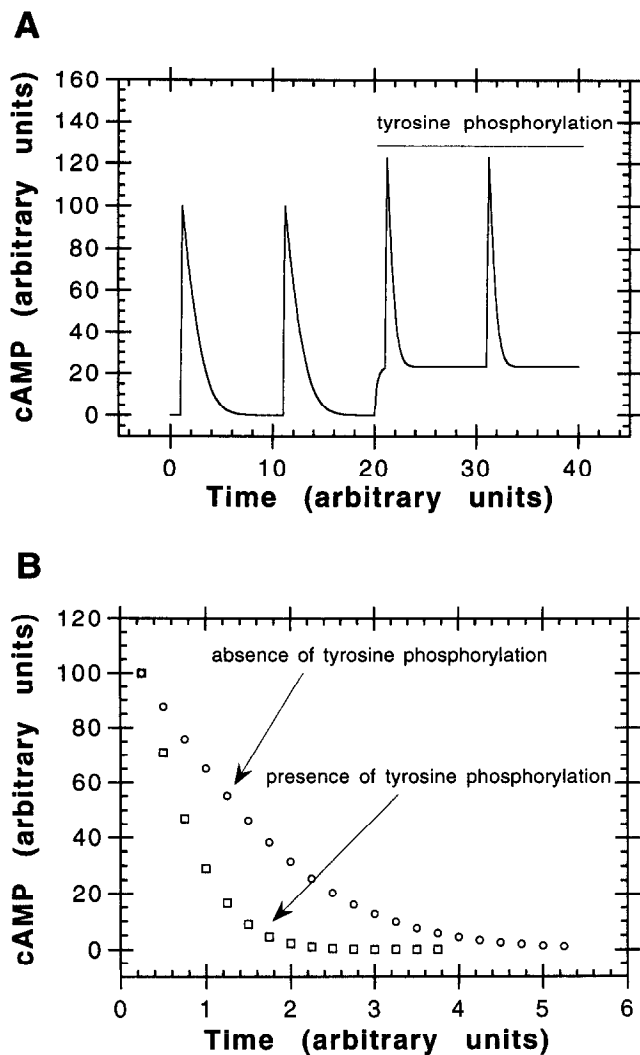 A
160
140
120
100
80
60
40
20
0
cAMP (arbitrary units)
tyrosine phosphorylation
0 10 20 30 40
Time (arbitrary units)
B
120
100
80
60
40
20
0
cAMP (arbitrary units)
absence of tyrosine phosphorylation
presence of tyrosine phosphorylation
0 1 2 3 4 5 6
Time (arbitrary units)